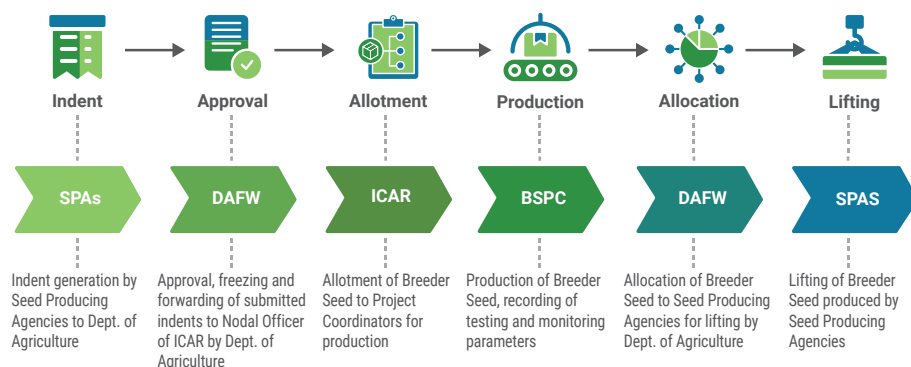 Indent
Approval
Allotment
Production
Allocation
Lifting
SPAs
DAFW
ICAR
BSPC
DAFW
SPAS
Indent generation by
Seed Producing
Agencies to Dept. of
Agriculture
Approval, freezing and
forwarding of submitted
indents to Nodal Officer
of ICAR by Dept. of
Agriculture
Allotment of Breeder
Seed to Project
Coordinators for
production
Production of Breeder
Seed, recording of
testing and monitoring
parameters
Allocation of Breeder
Seed to Seed Producing
Agencies for lifting by
Dept. of Agriculture
Lifting of Breeder
Seed produced by
Seed Producing
Agencies